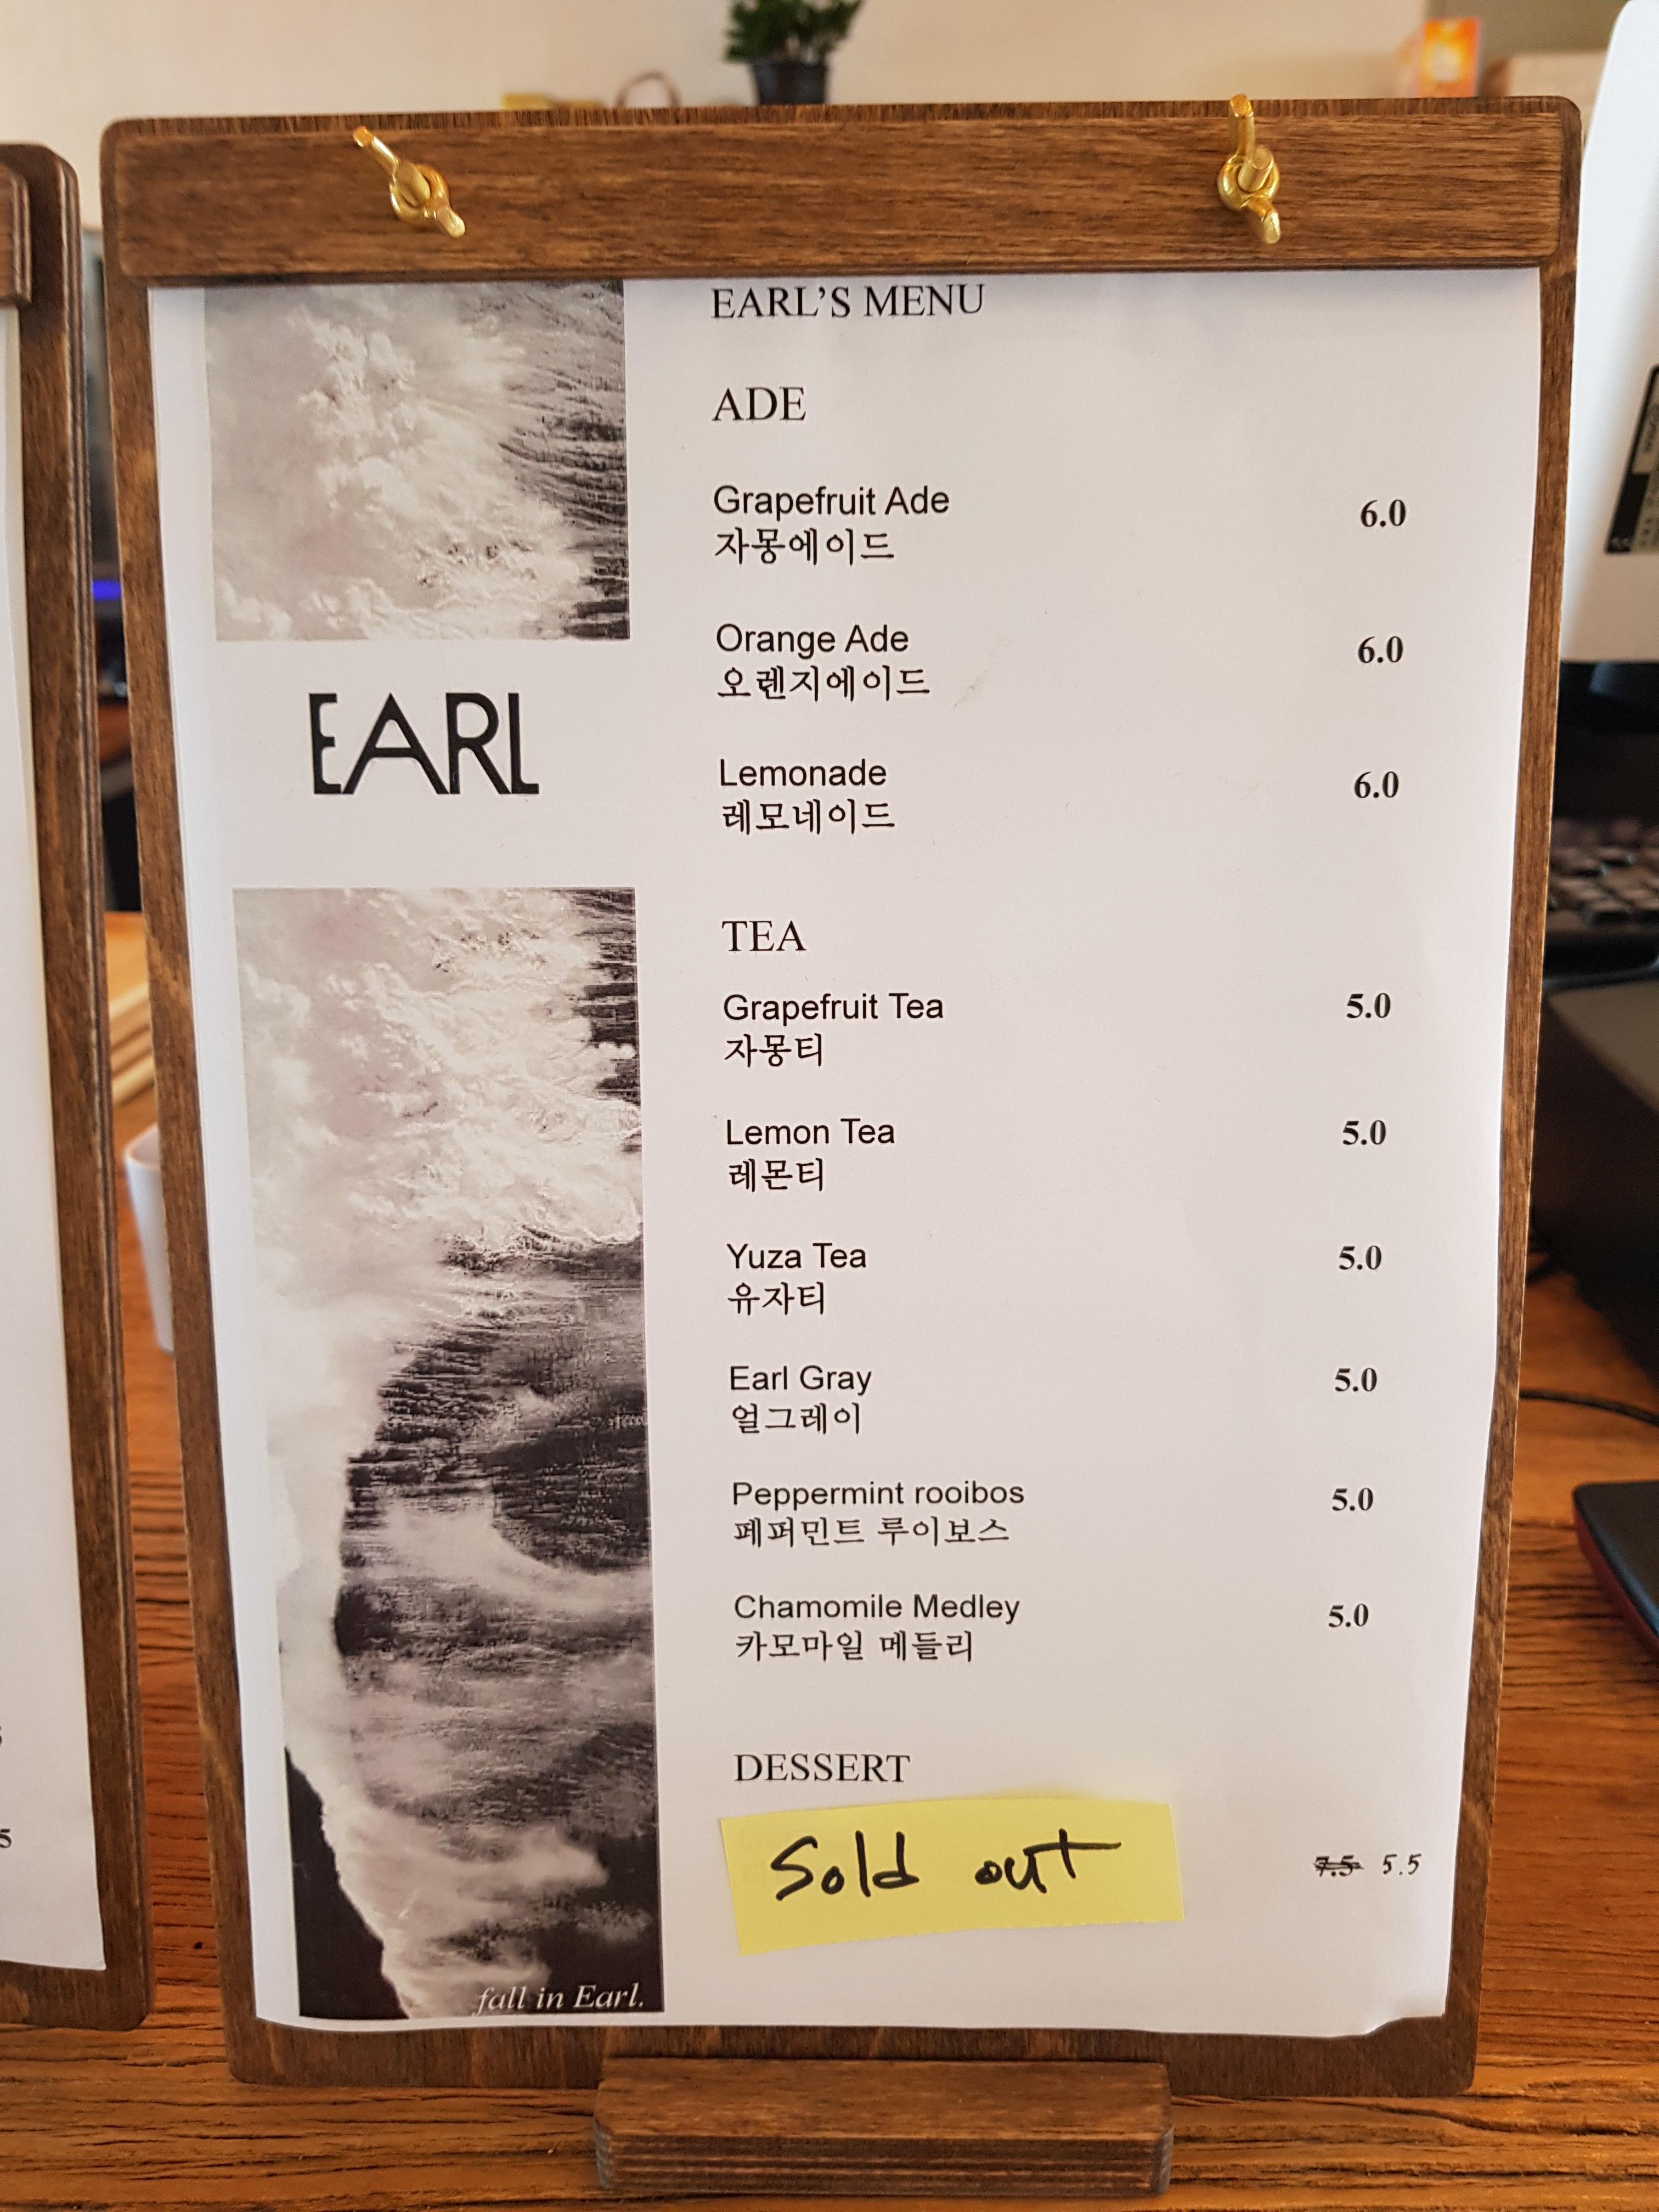 EARL'S MENU
ADE
Grapefruit Ade 6.0
자몽에이드
Orange Ade 6.0
오렌지에이드
Lemonade 6.0
레모네이드
EARL
TEA
Grapefruit Tea 5.0
자몽티
Lemon Tea 5.0
레몬티
Yuza Tea 5.0
유자티
Earl Gray 5.0
얼그레이
Peppermint rooibos 5.0
페퍼민트 루이보스
Chamomile Medley 5.0
카모마일 메들리
DESSERT
Sold out 7.5 5.5
fall in Earl.
5